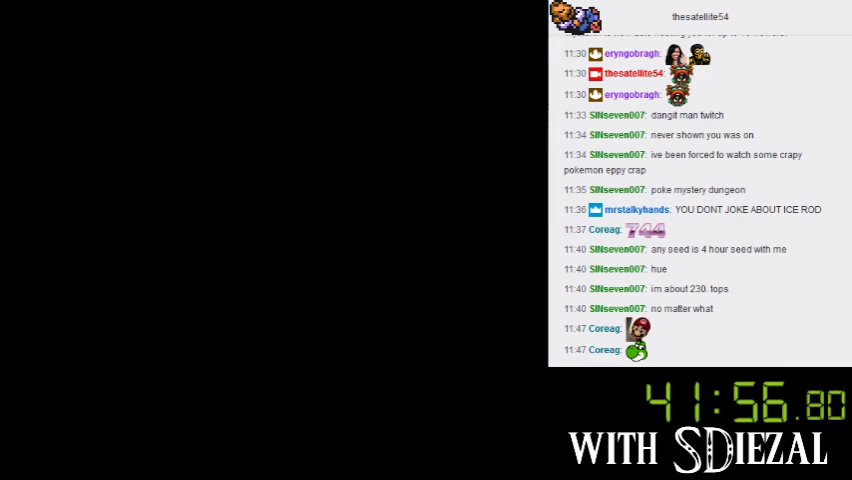 thesatellite54
11:30 eryngobragh:
11:30 thesatellite54:
11:30 eryngobragh:
11:33 SINseven007: dangit man twitch
11:34 SINseven007: never shown you was on
11:34 SINseven007: ive been forced to watch some crapy
pokemon eppy crap
11:35 SINseven007: poke mystery dungeon
11:36 mrstalkyhands: YOU DONT JOKE ABOUT ICE ROD
11:37 Coreag: 744
11:40 SINseven007: any seed is 4 hour seed with me
11:40 SINseven007: hue
11:40 SINseven007: im about 230. tops
11:40 SINseven007: no matter what
11:47 Coreag:
11:47 Coreag:
41:56.80
WITH SDIEZAL